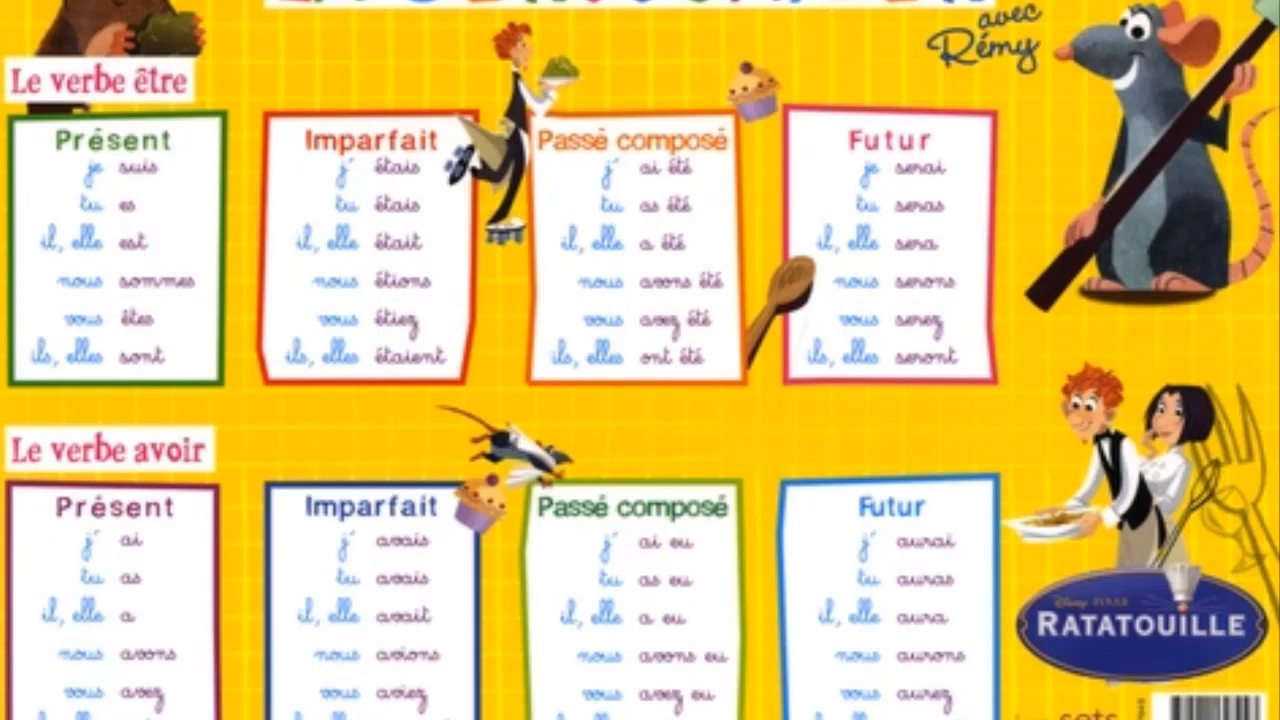 avec
Rémy
Le verbe être
Présent
je suis
tu es
il, elle est
nous sommes
vous êtes
ils, elles sont
Imparfait
j' étais
tu étais
il, elle était
nous étions
vous étiez
ils, elles étaient
Passé composé
j' ai été
tu as été
il, elle a été
nous avons été
vous avez été
ils, elles ont été
Futur
je serai
tu seras
il, elle sera
nous serons
vous serez
ils, elles seront
Le verbe avoir
Présent
j' ai
tu as
il, elle a
nous avons
vous avez
Imparfait
j' avais
tu avais
il, elle avait
nous avions
vous aviez
Passé composé
j' ai eu
tu as eu
il, elle a eu
nous avons eu
vous avez eu
Futur
j' aurai
tu auras
il, elle aura
nous aurons
vous aurez
Disney PIXAR
RATATOUILLE
sets